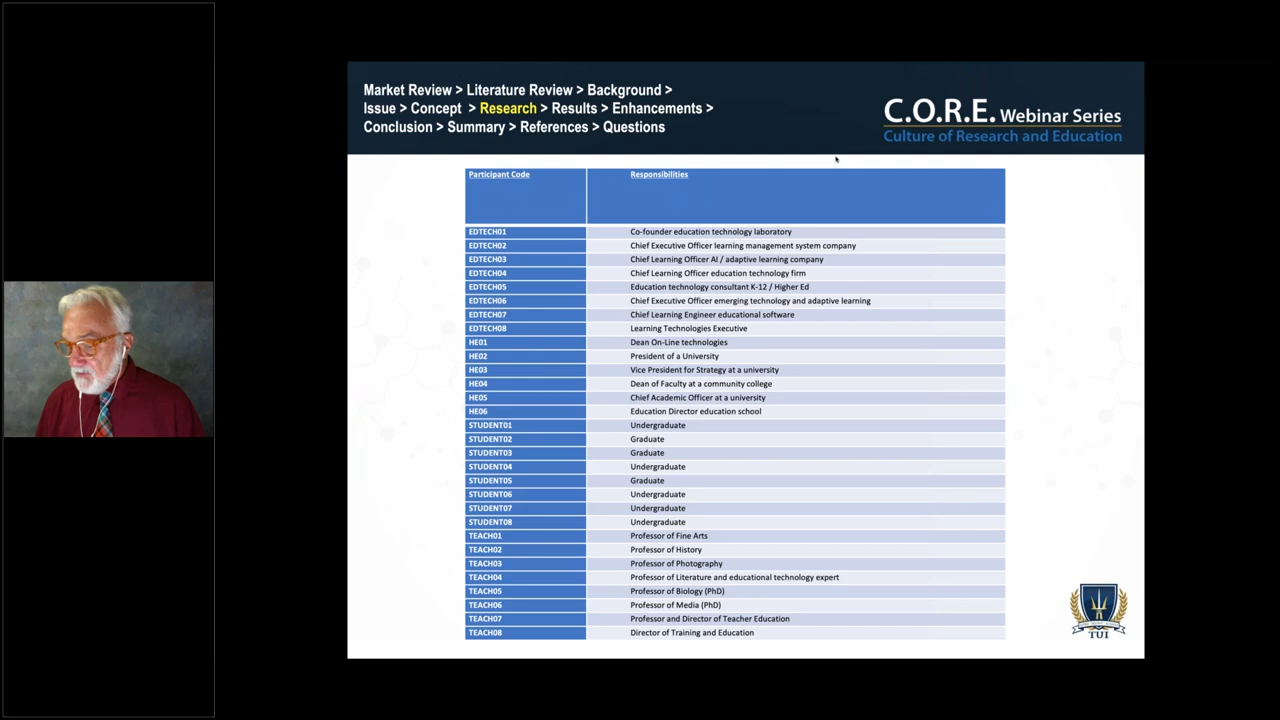 Market Review > Literature Review > Background >
Issue > Concept > Research > Results > Enhancements >
Conclusion > Summary > References > Questions
C.O.R.E. Webinar Series
Culture of Research and Education
Participant Code Responsibilities
EDTECH01 Co-founder education technology laboratory
EDTECH02 Chief Executive Officer learning management system company
EDTECH03 Chief Learning Officer AI / adaptive learning company
EDTECH04 Chief Learning Officer education technology firm
EDTECH05 Education technology consultant K-12 / Higher Ed
EDTECH06 Chief Executive Officer emerging technology and adaptive learning
EDTECH07 Chief Learning Engineer educational software
EDTECH08 Learning Technologies Executive
HE01 Dean On-Line technologies
HE02 President of a University
HE03 Vice President for Strategy at a university
HE04 Dean of Faculty at a community college
HE05 Chief Academic Officer at a university
HE06 Education Director education school
STUDENT01 Undergraduate
STUDENT02 Graduate
STUDENT03 Graduate
STUDENT04 Undergraduate
STUDENT05 Graduate
STUDENT06 Undergraduate
STUDENT07 Undergraduate
STUDENT08 Undergraduate
TEACH01 Professor of Fine Arts
TEACH02 Professor of History
TEACH03 Professor of Photography
TEACH04 Professor of Literature and educational technology expert
TEACH05 Professor of Biology (PhD)
TEACH06 Professor of Media (PhD)
TEACH07 Professor and Director of Teacher Education
TEACH08 Director of Training and Education
TUI